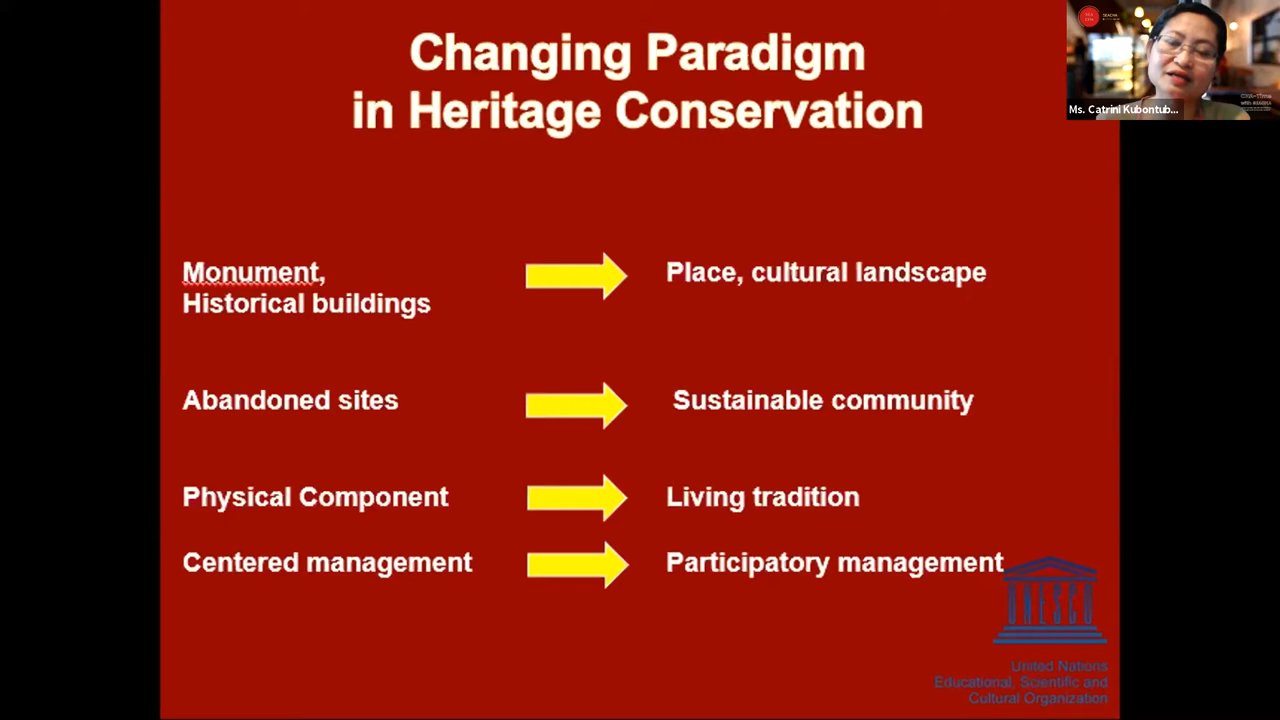 Changing Paradigm
in Heritage Conservation
Monument,
Historical buildings
Place, cultural landscape
Abandoned sites
Sustainable community
Physical Component
Living tradition
Centered management
Participatory management
UNESCO
United Nations
Educational, Scientific and
Cultural Organization
Ms. Catrini Kubontub...